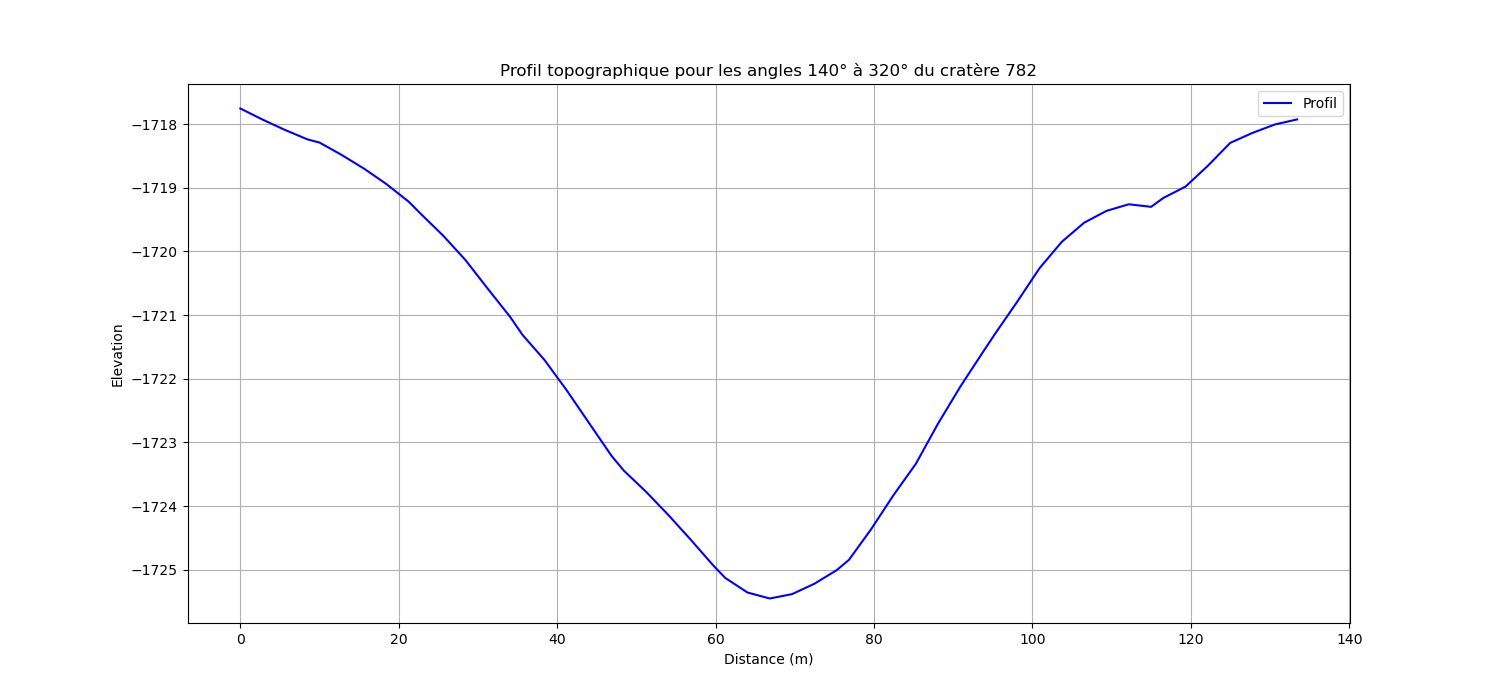 Profil topographique pour les angles 140° à 320° du cratère 782
Profil
−1718
−1719
−1720
−1721
−1722
−1723
−1724
−1725
Elevation
0 20 40 60 80 100 120 140
Distance (m)